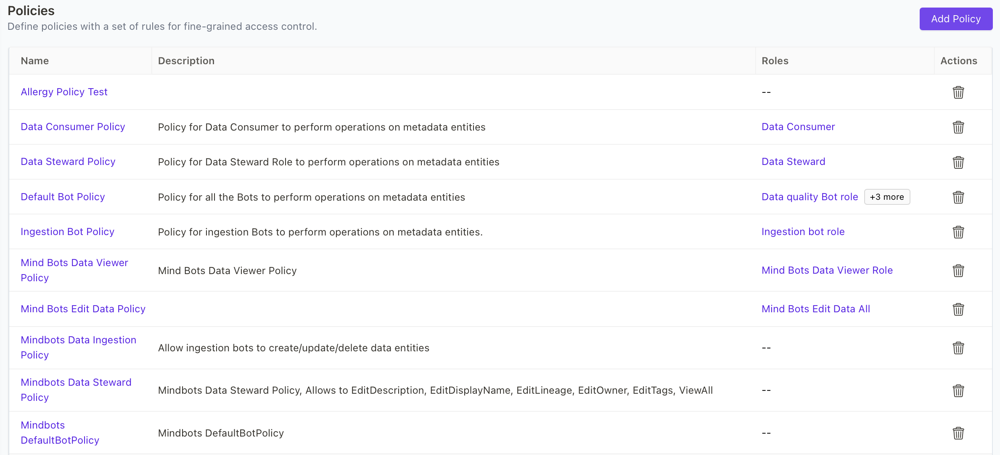 Policies
Define policies with a set of rules for fine-grained access control.
Add Policy
Name Description Roles Actions
Allergy Policy Test --
Data Consumer Policy Policy for Data Consumer to perform operations on metadata entities Data Consumer
Data Steward Policy Policy for Data Steward Role to perform operations on metadata entities Data Steward
Default Bot Policy Policy for all the Bots to perform operations on metadata entities Data quality Bot role +3 more
Ingestion Bot Policy Policy for ingestion Bots to perform operations on metadata entities. Ingestion bot role
Mind Bots Data Viewer
Policy
Mind Bots Data Viewer Policy Mind Bots Data Viewer Role
Mind Bots Edit Data Policy Mind Bots Edit Data All
Mindbots Data Ingestion
Policy
Allow ingestion bots to create/update/delete data entities --
Mindbots Data Steward
Policy
Mindbots Data Steward Policy, Allows to EditDescription, EditDisplayName, EditLineage, EditOwner, EditTags, ViewAll --
Mindbots
DefaultBotPolicy
Mindbots DefaultBotPolicy --